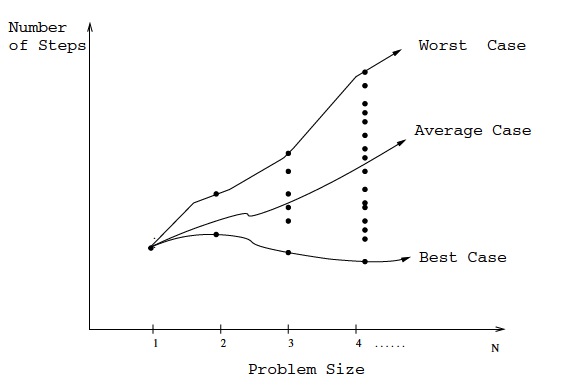 Number
of Steps
Worst Case
Average Case
Best Case
1 2 3 4 ...... N
Problem Size